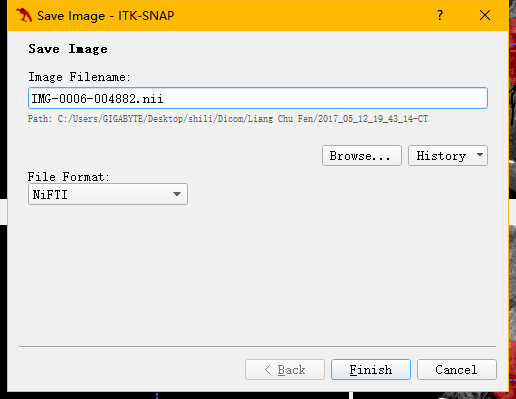 Save Image - ITK-SNAP
Save Image
Image Filename:
IMG-0006-004882.nii
Path: C:/Users/GIGABYTE/Desktop/shili/Dicom/Liang Chu Fen/2017_05_12_19_43_14-CT
Browse... History
File Format:
NiFTI
< Back Finish Cancel